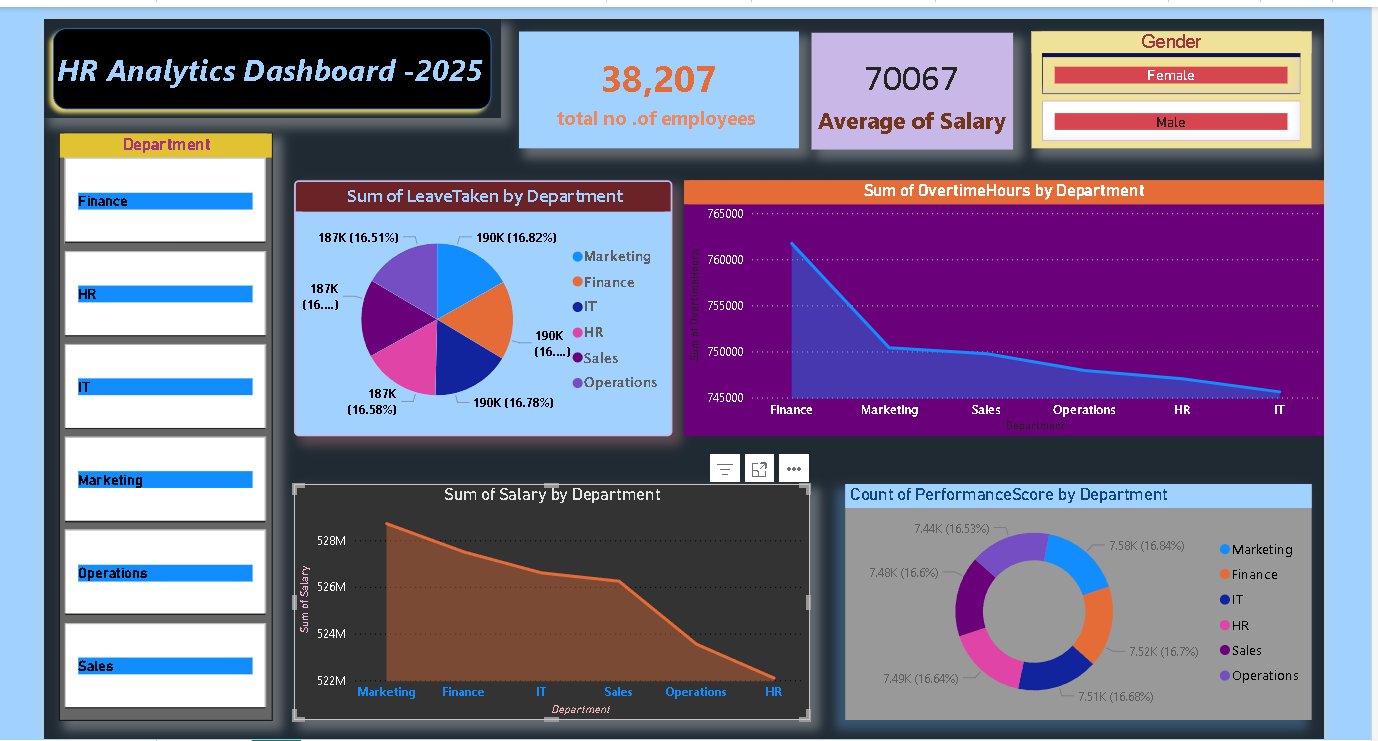 HR Analytics Dashboard -2025
38,207
total no .of employees
70067
Average of Salary
Gender
Female
Male
Department
Finance
HR
IT
Marketing
Operations
Sales
Sum of LeaveTaken by Department
187K (16.51%)
190K (16.82%)
187K
(16....)
190K
(16....)
187K
(16.58%)
190K (16.78%)
Marketing
Finance
IT
HR
Sales
Operations
Sum of OvertimeHours by Department
Sum of OvertimeHours
765000
760000
755000
750000
745000
Finance Marketing Sales Operations HR IT
Department
Sum of Salary by Department
Sum of Salary
528M
526M
524M
522M
Marketing Finance IT Sales Operations HR
Department
Count of PerformanceScore by Department
7.44K (16.53%)
7.58K (16.84%)
7.48K (16.6%)
7.52K (16.7%)
7.49K (16.64%)
7.51K (16.68%)
Marketing
Finance
IT
HR
Sales
Operations